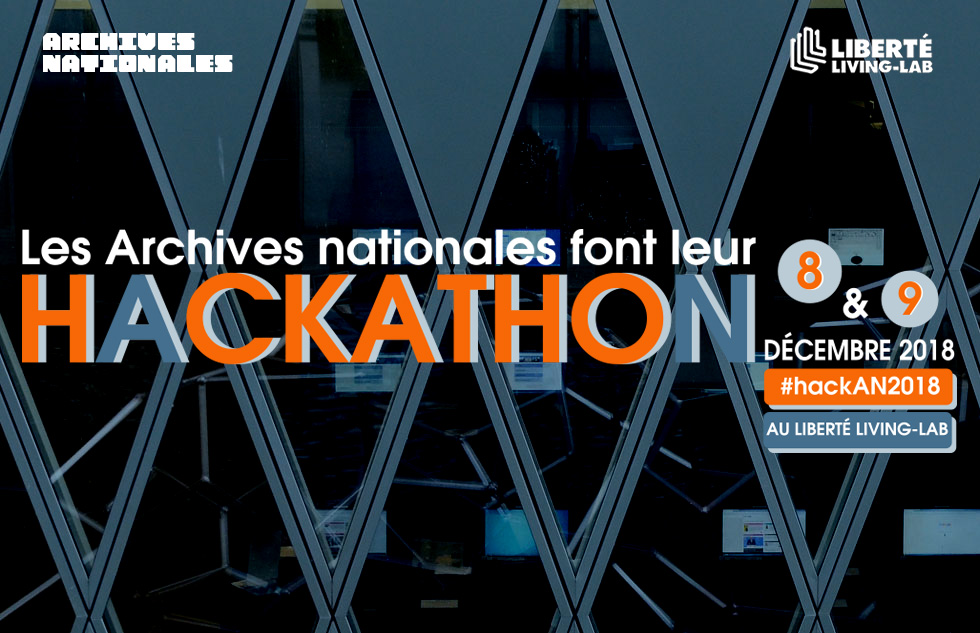 ARCHIVES
NATIONALES
LIBERTÉ
LIVING-LAB
Les Archives nationales font leur
HACKATHON
8
& 9
DÉCEMBRE 2018
#hackAN2018
AU LIBERTÉ LIVING-LAB